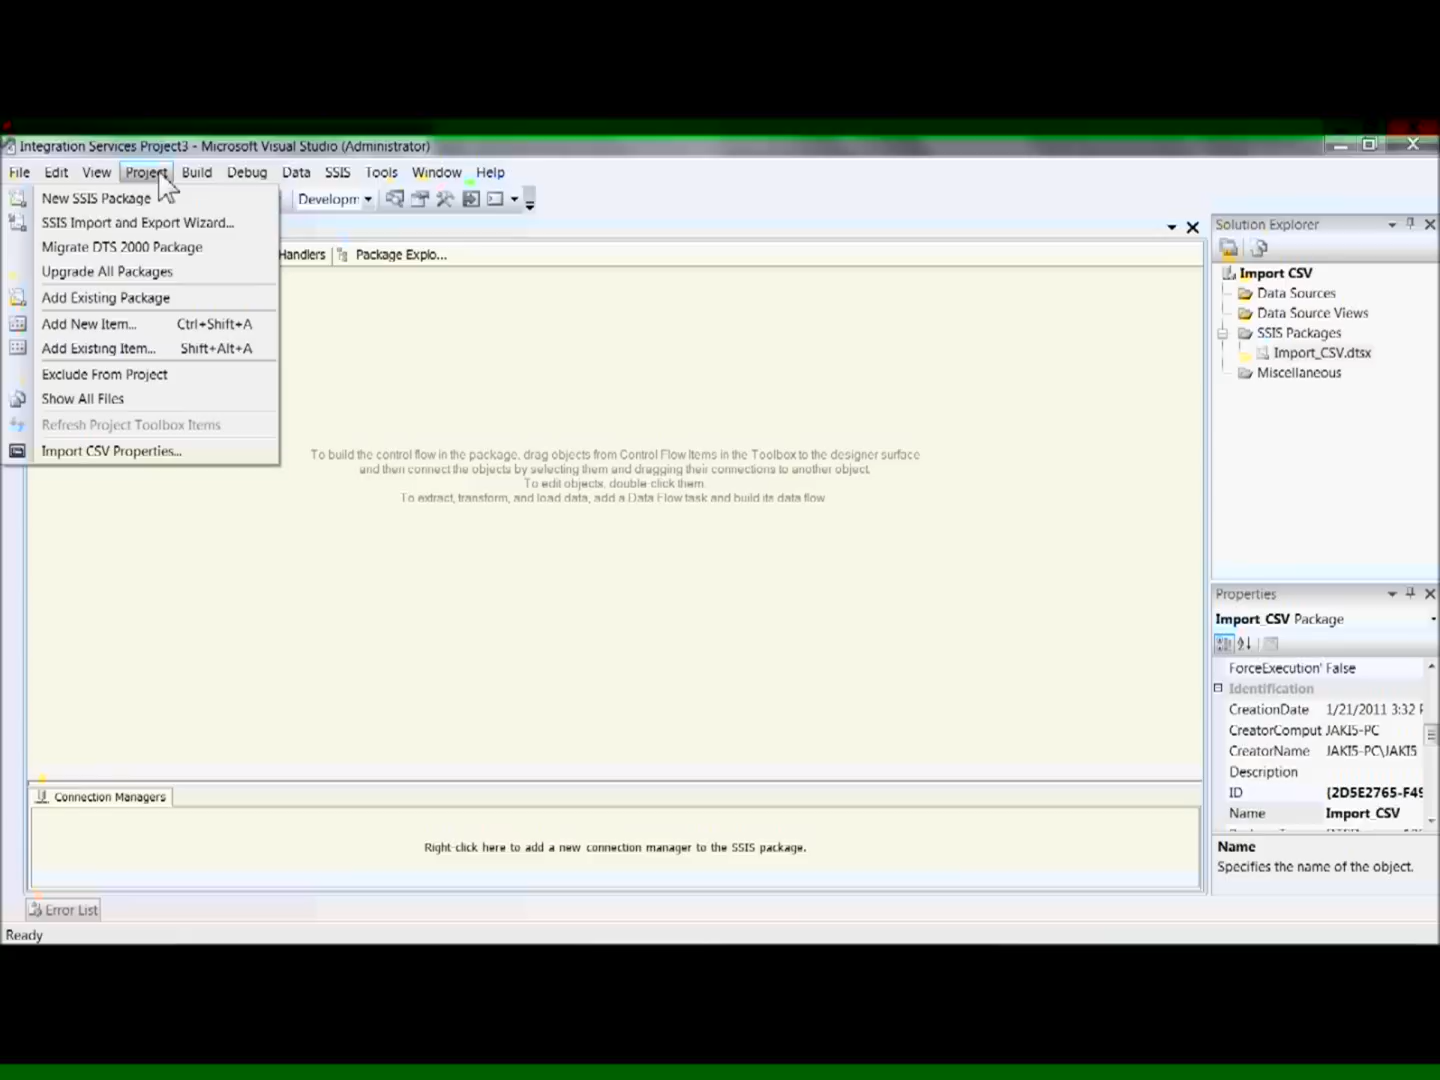 Integration Services Project3 - Microsoft Visual Studio (Administrator)
File Edit View Project Build Debug Data SSIS Tools Window Help
New SSIS Package
Developm
SSIS Import and Export Wizard...
Migrate DTS 2000 Package
Upgrade All Packages
Add Existing Package
Add New Item... Ctrl+Shift+A
Add Existing Item... Shift+Alt+A
Exclude From Project
Show All Files
Refresh Project Toolbox Items
Import CSV Properties...
Handlers Package Explo...
To build the control flow in the package, drag objects from Control Flow Items in the Toolbox to the designer surface
and then connect the objects by selecting them and dragging their connections to another object.
To edit objects, double-click them.
To extract, transform, and load data, add a Data Flow task and build its data flow
Connection Managers
Right-click here to add a new connection manager to the SSIS package.
Error List
Ready
Solution Explorer
Import CSV
Data Sources
Data Source Views
SSIS Packages
Import_CSV.dtsx
Miscellaneous
Properties
Import_CSV Package
ForceExecution' False
Identification
CreationDate 1/21/2011 3:32 P
CreatorComput JAKI5-PC
CreatorName JAKI5-PC\JAKI5
Description
ID {2D5E2765-F49
Name Import_CSV
Name
Specifies the name of the object.